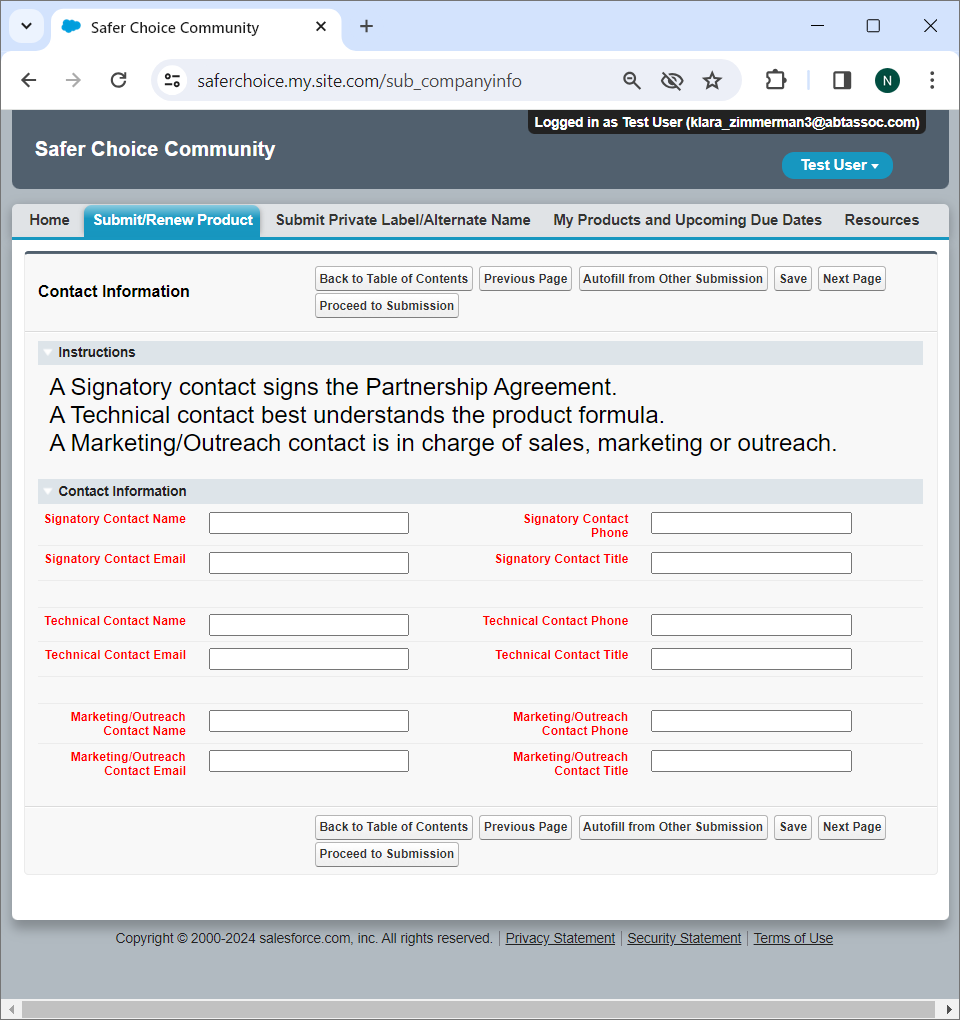 Safer Choice Community
saferchoice.my.site.com/sub_companyinfo
N
Logged in as Test User (klara_zimmerman3@abtassoc.com)
Safer Choice Community
Test User
Home Submit/Renew Product Submit Private Label/Alternate Name My Products and Upcoming Due Dates Resources
Contact Information
Back to Table of Contents Previous Page Autofill from Other Submission Save Next Page
Proceed to Submission
Instructions
A Signatory contact signs the Partnership Agreement.
A Technical contact best understands the product formula.
A Marketing/Outreach contact is in charge of sales, marketing or outreach.
Contact Information
Signatory Contact Name
Signatory Contact
Phone
Signatory Contact Email
Signatory Contact Title
Technical Contact Name
Technical Contact Phone
Technical Contact Email
Technical Contact Title
Marketing/Outreach
Contact Name
Marketing/Outreach
Contact Phone
Marketing/Outreach
Contact Email
Marketing/Outreach
Contact Title
Back to Table of Contents Previous Page Autofill from Other Submission Save Next Page
Proceed to Submission
Copyright © 2000-2024 salesforce.com, inc. All rights reserved. | Privacy Statement | Security Statement | Terms of Use